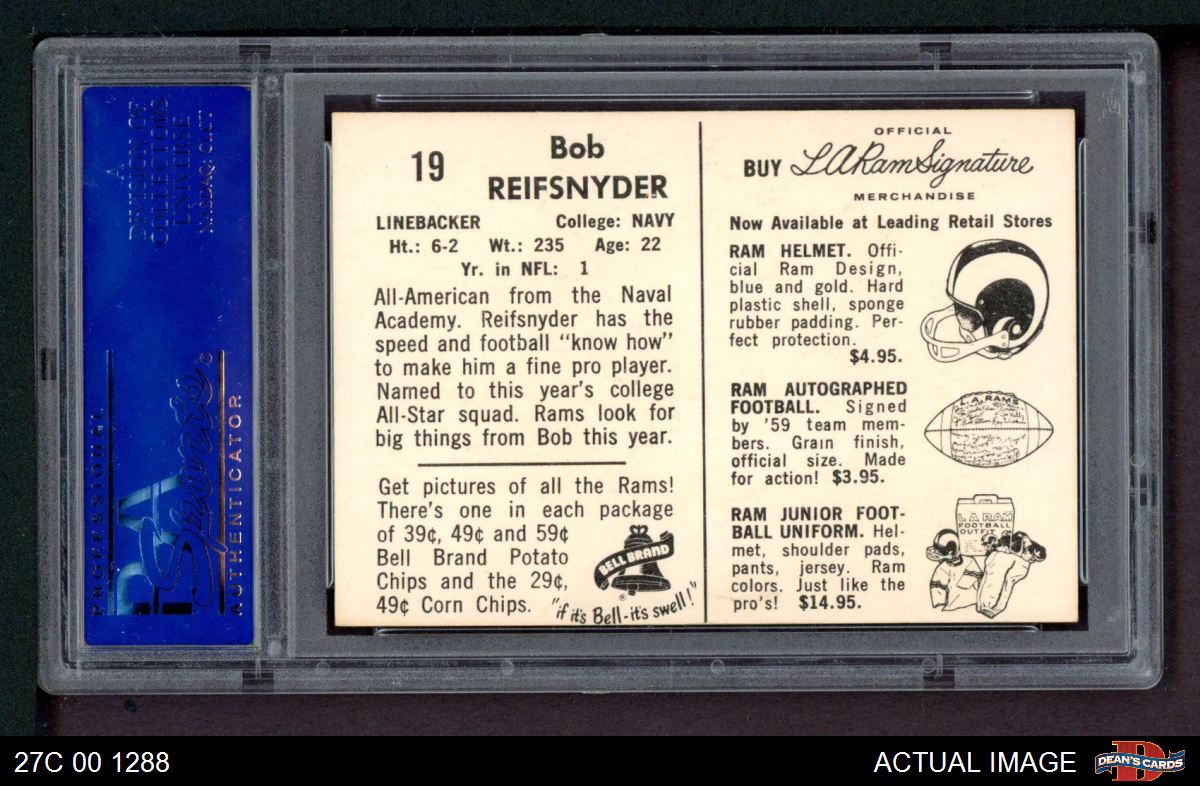 A
DIVISION OF
COLLECTORS
UNIVERSE
NASDAQ: CLCT
PROFESSIONAL
PSA
Sports
AUTHENTICATOR
19
Bob
REIFSNYDER
LINEBACKER College: NAVY
Ht.: 6-2 Wt.: 235 Age: 22
Yr. in NFL: 1
All-American from the Naval
Academy. Reifsnyder has the
speed and football "know how"
to make him a fine pro player.
Named to this year's college
All-Star squad. Rams look for
big things from Bob this year.
Get pictures of all the Rams!
There's one in each package
of 39¢, 49¢ and 59¢
Bell Brand Potato
Chips and the 29¢,
49¢ Corn Chips.
BELL BRAND
®
"if it's Bell-it's swell!"
OFFICIAL
BUY LA Ram Signature
MERCHANDISE
Now Available at Leading Retail Stores
RAM HELMET. Offi-
cial Ram Design,
blue and gold. Hard
plastic shell, sponge
rubber padding. Per-
fect protection.
$4.95.
RAM AUTOGRAPHED
FOOTBALL. Signed
by '59 team mem-
bers. Grain finish,
official size. Made
for action! $3.95.
L.A. RAMS
RAM JUNIOR FOOT-
BALL UNIFORM. Hel-
met, shoulder pads,
pants, jersey. Ram
colors. Just like the
pro's! $14.95.
L A RAM
FOOTBALL
OUTFIT
27C 00 1288
ACTUAL IMAGE
D
DEAN'S CARDS